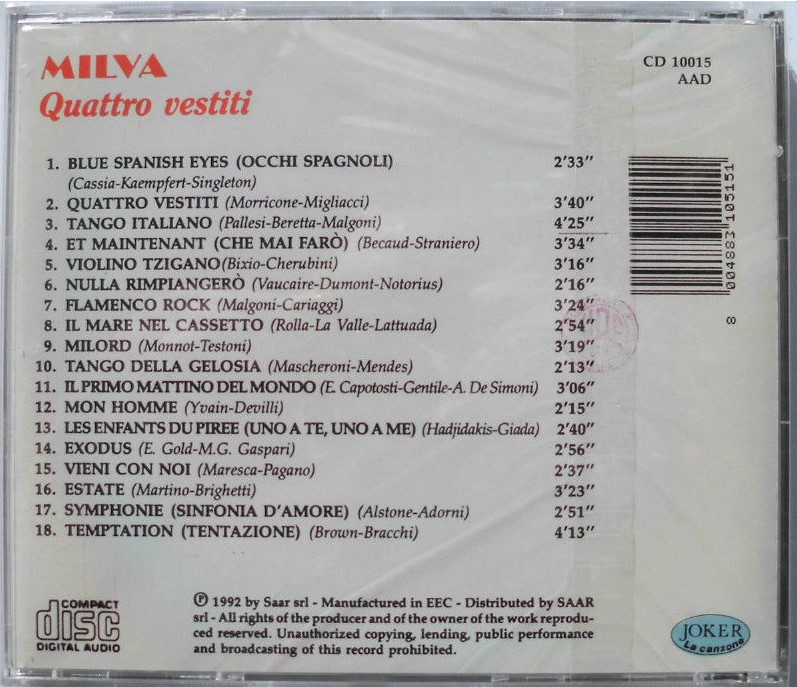 MILVA
Quattro vestiti
CD 10015
AAD
1. BLUE SPANISH EYES (OCCHI SPAGNOLI) 2'33"
(Cassia-Kaempfert-Singleton)
2. QUATTRO VESTITI (Morricone-Migliacci) 3'40"
3. TANGO ITALIANO (Pallesi-Beretta-Malgoni) 4'25"
4. ET MAINTENANT (CHE MAI FARÒ) (Becaud-Straniero) 3'34"
5. VIOLINO TZIGANO (Bixio-Cherubini) 3'16"
6. NULLA RIMPIANGERÒ (Vaucaire-Dumont-Notorius) 2'16"
7. FLAMENCO ROCK (Malgoni-Cariaggi) 3'24"
8. IL MARE NEL CASSETTO (Rolla-La Valle-Lattuada) 2'54"
9. MILORD (Monnot-Testoni) 3'19"
10. TANGO DELLA GELOSIA (Mascheroni-Mendes) 2'13"
11. IL PRIMO MATTINO DEL MONDO (E. Capotosti-Gentile-A. De Simoni) 3'06"
12. MON HOMME (Yvain-Devilli) 2'15"
13. LES ENFANTS DU PIREE (UNO A TE, UNO A ME) (Hadjidakis-Giada) 2'40"
14. EXODUS (E. Gold-M.G. Gaspari) 2'56"
15. VIENI CON NOI (Maresca-Pagano) 2'37"
16. ESTATE (Martino-Brighetti) 3'23"
17. SYMPHONIE (SINFONIA D'AMORE) (Alstone-Adorni) 2'51"
18. TEMPTATION (TENTAZIONE) (Brown-Bracchi) 4'13"
004883105151
8
COMPACT
disc
DIGITAL AUDIO
℗ 1992 by Saar srl - Manufactured in EEC - Distributed by SAAR
srl - All rights of the producer and of the owner of the work reprodu-
ced reserved. Unauthorized copying, lending, public performance
and broadcasting of this record prohibited.
JOKER
La canzone